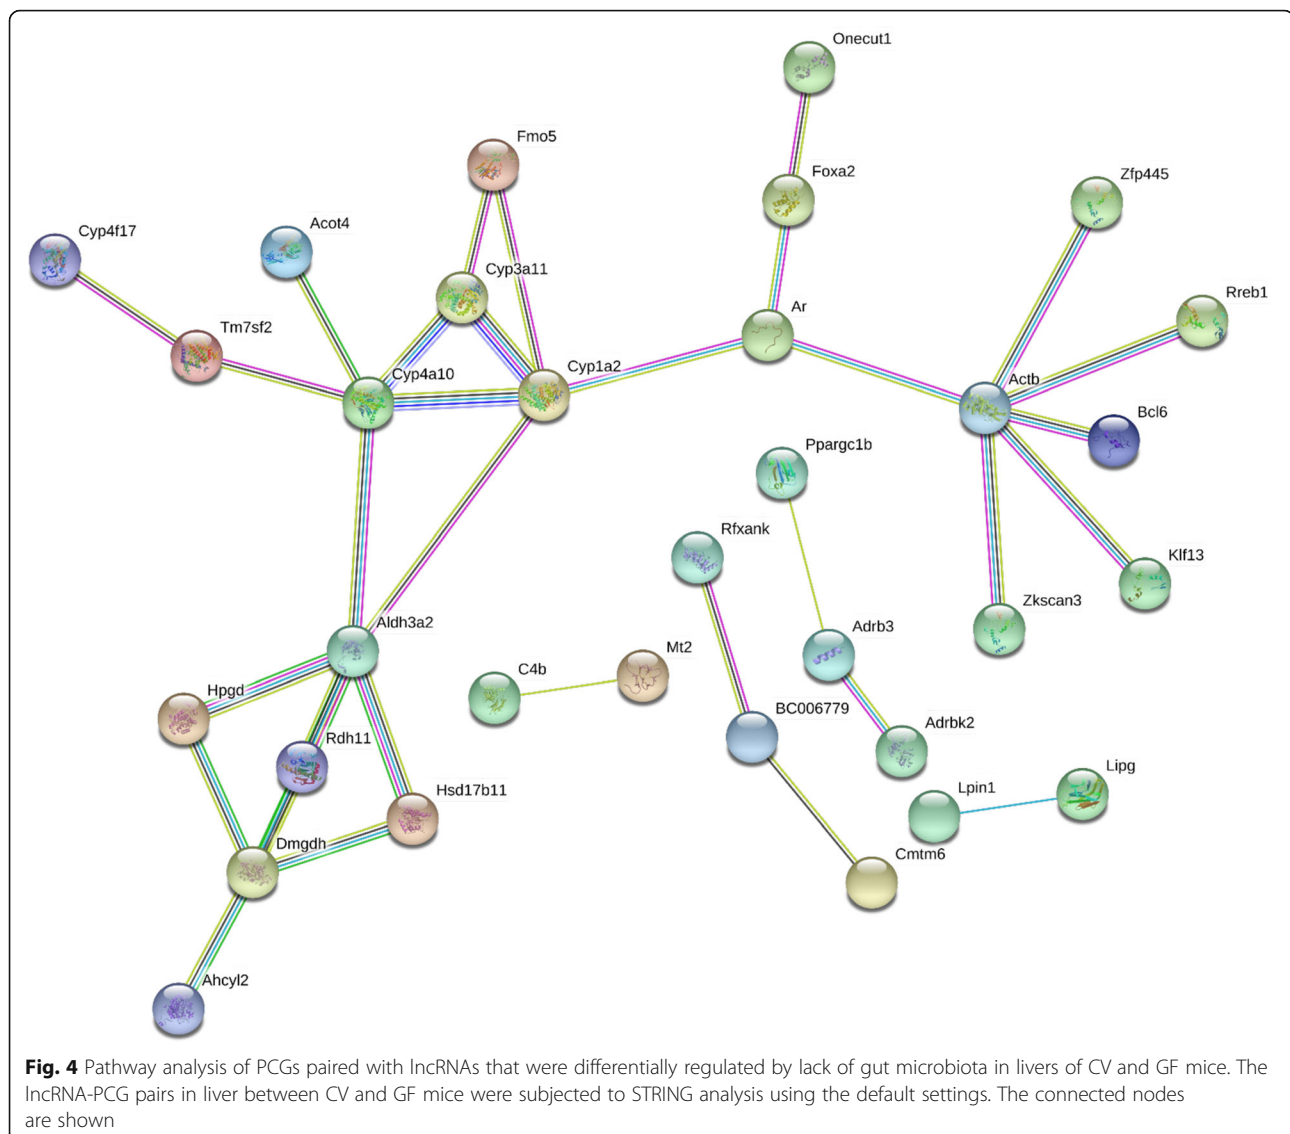 Onecut1
Fmo5
Foxa2
Zfp445
Cyp4f17
Acot4
Cyp3a11
Rreb1
Ar
Tm7sf2
Cyp4a10
Cyp1a2
Actb
Bcl6
Ppargc1b
Rfxank
Klf13
Zkscan3
Aldh3a2
Adrb3
C4b
Mt2
Hpgd
BC006779
Adrbk2
Rdh11
Lipg
Hsd17b11
Lpin1
Dmgdh
Cmtm6
Ahcyl2
Fig. 4 Pathway analysis of PCGs paired with lncRNAs that were differentially regulated by lack of gut microbiota in livers of CV and GF mice. The
lncRNA-PCG pairs in liver between CV and GF mice were subjected to STRING analysis using the default settings. The connected nodes
are shown